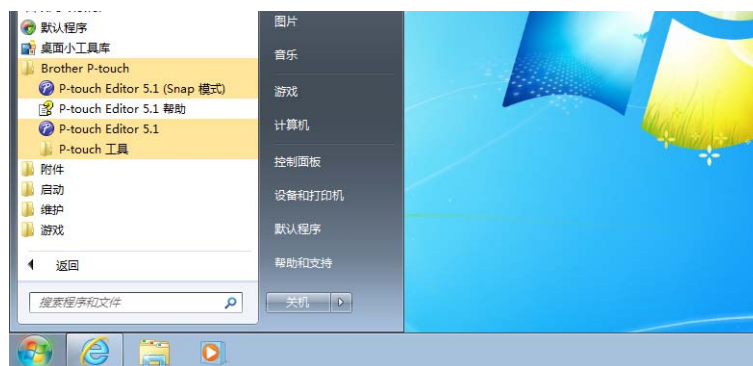 默认程序
桌面小工具库
Brother P-touch
P-touch Editor 5.1 (Snap 模式)
P-touch Editor 5.1 帮助
P-touch Editor 5.1
P-touch 工具
附件
启动
维护
游戏
返回
搜索程序和文件
图片
音乐
游戏
计算机
控制面板
设备和打印机
默认程序
帮助和支持
关机